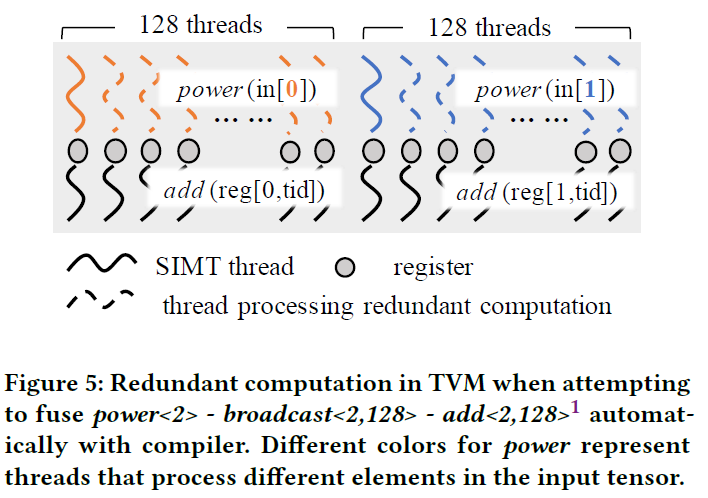 128 threads
128 threads
power (in[0])
power (in[1])
... ...
... ...
add (reg[0,tid])
add (reg[1,tid])
SIMT thread
register
thread processing redundant computation
Figure 5: Redundant computation in TVM when attempting
to fuse power<2> - broadcast<2,128> - add<2,128>1 automat-
ically with compiler. Different colors for power represent
threads that process different elements in the input tensor.